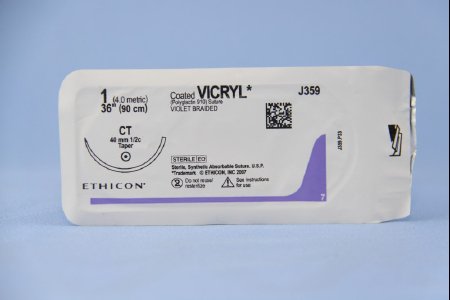 1 (4.0 metric)
36" (90 cm)
Coated VICRYL*
(Polyglactin 910) Suture
VIOLET BRAIDED
J359
CT
40 mm 1/2c
Taper
ETHICON*
STERILE EO
Sterile, Synthetic Absorbable Suture, U.S.P.
*Trademark © ETHICON, INC 2007
2 Do not reuse/
resterilize
See instructions
for use
7